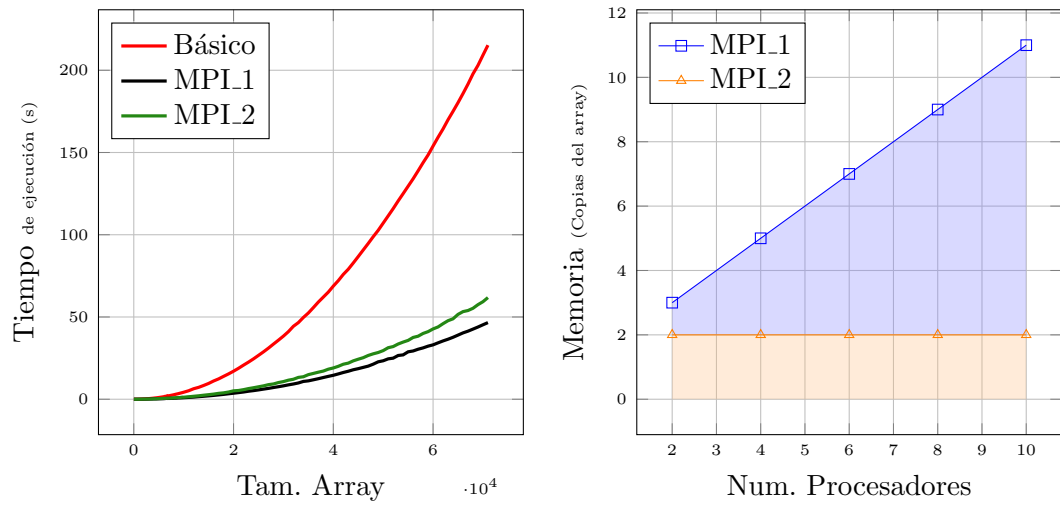 Básico
MPI_1
MPI_2
200
150
100
50
0
Tiempo de ejecución (s)
0 2 4 6
·10⁴
Tam. Array
MPI_1
MPI_2
12
10
8
6
4
2
0
Memoria (Copias del array)
2 3 4 5 6 7 8 9 10
Num. Procesadores